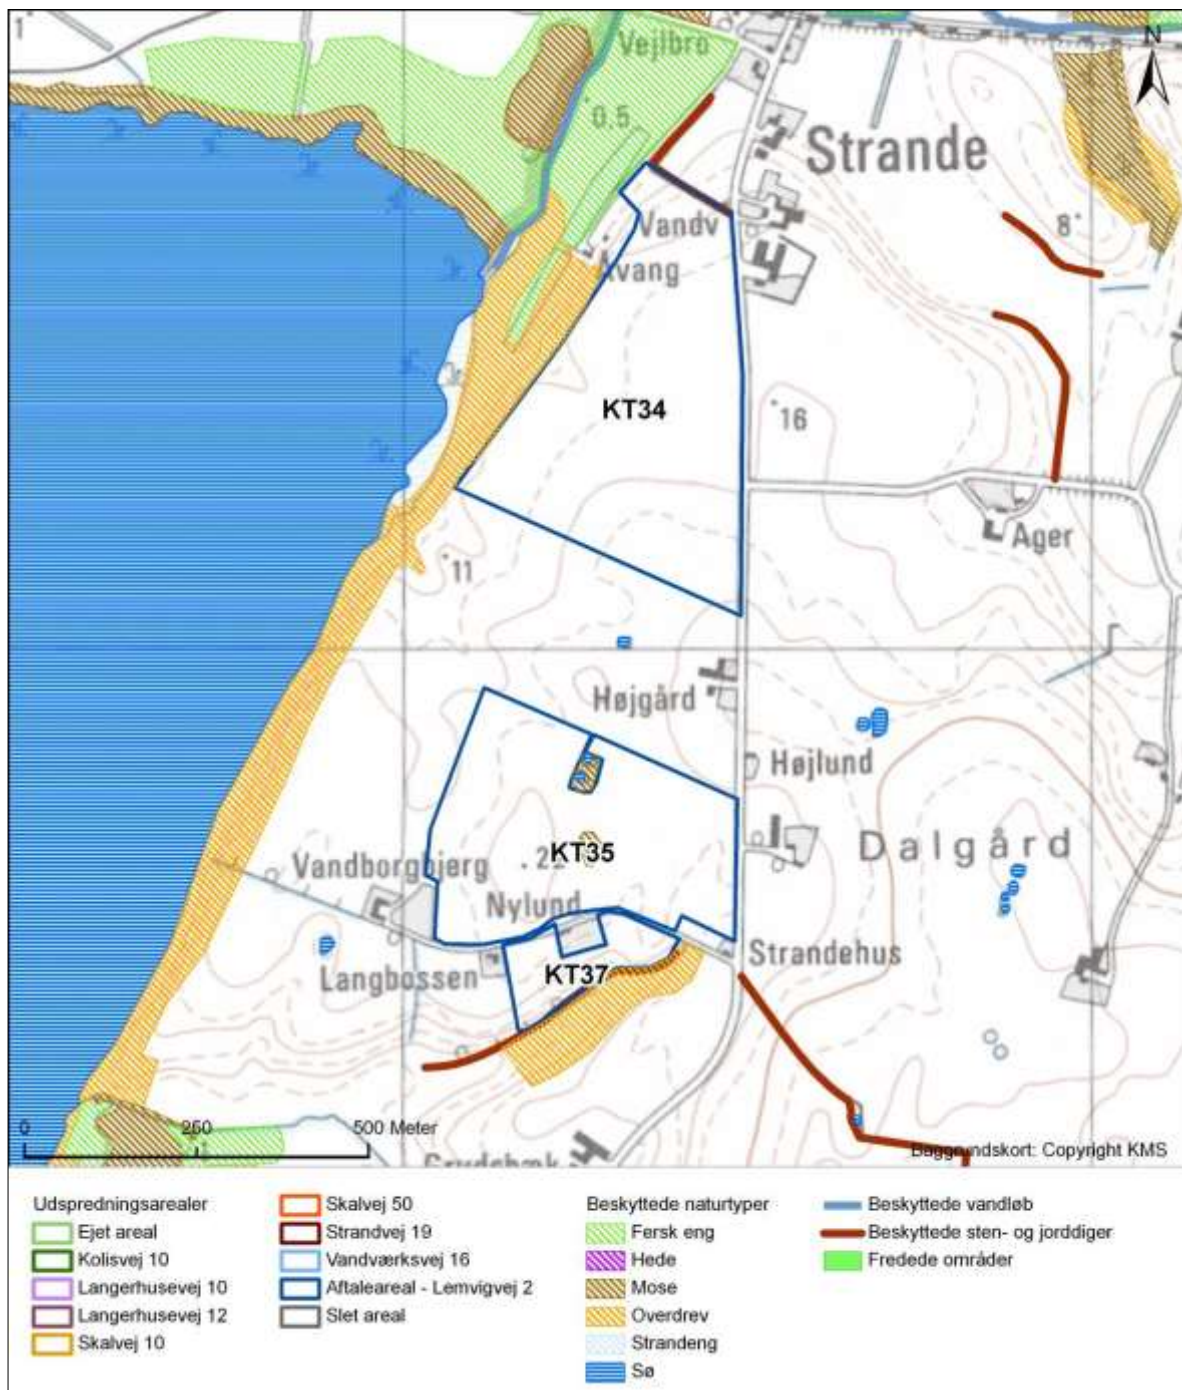 1
Vejlbro
N
0.5
Strande
8
Vandv
Åvang
KT34
16
Ager
11
Højgård
Højlund
Dalgård
KT35
Vandborgbjerg
Nylund
Strandehus
Langbossen
KT37
0 250 500 Meter
Baggrundskort: Copyright KMS
Udspredningsarealer
Ejet areal
Kolisvej 10
Langerhusevej 10
Langerhusevej 12
Skalvej 10
Skalvej 50
Strandvej 19
Vandværksvej 16
Aftaleareal - Lemvigvej 2
Slet areal
Beskyttede naturtyper
Fersk eng
Hede
Mose
Overdrev
Strandeng
Sø
Beskyttede vandløb
Beskyttede sten- og jorddiger
Fredede områder